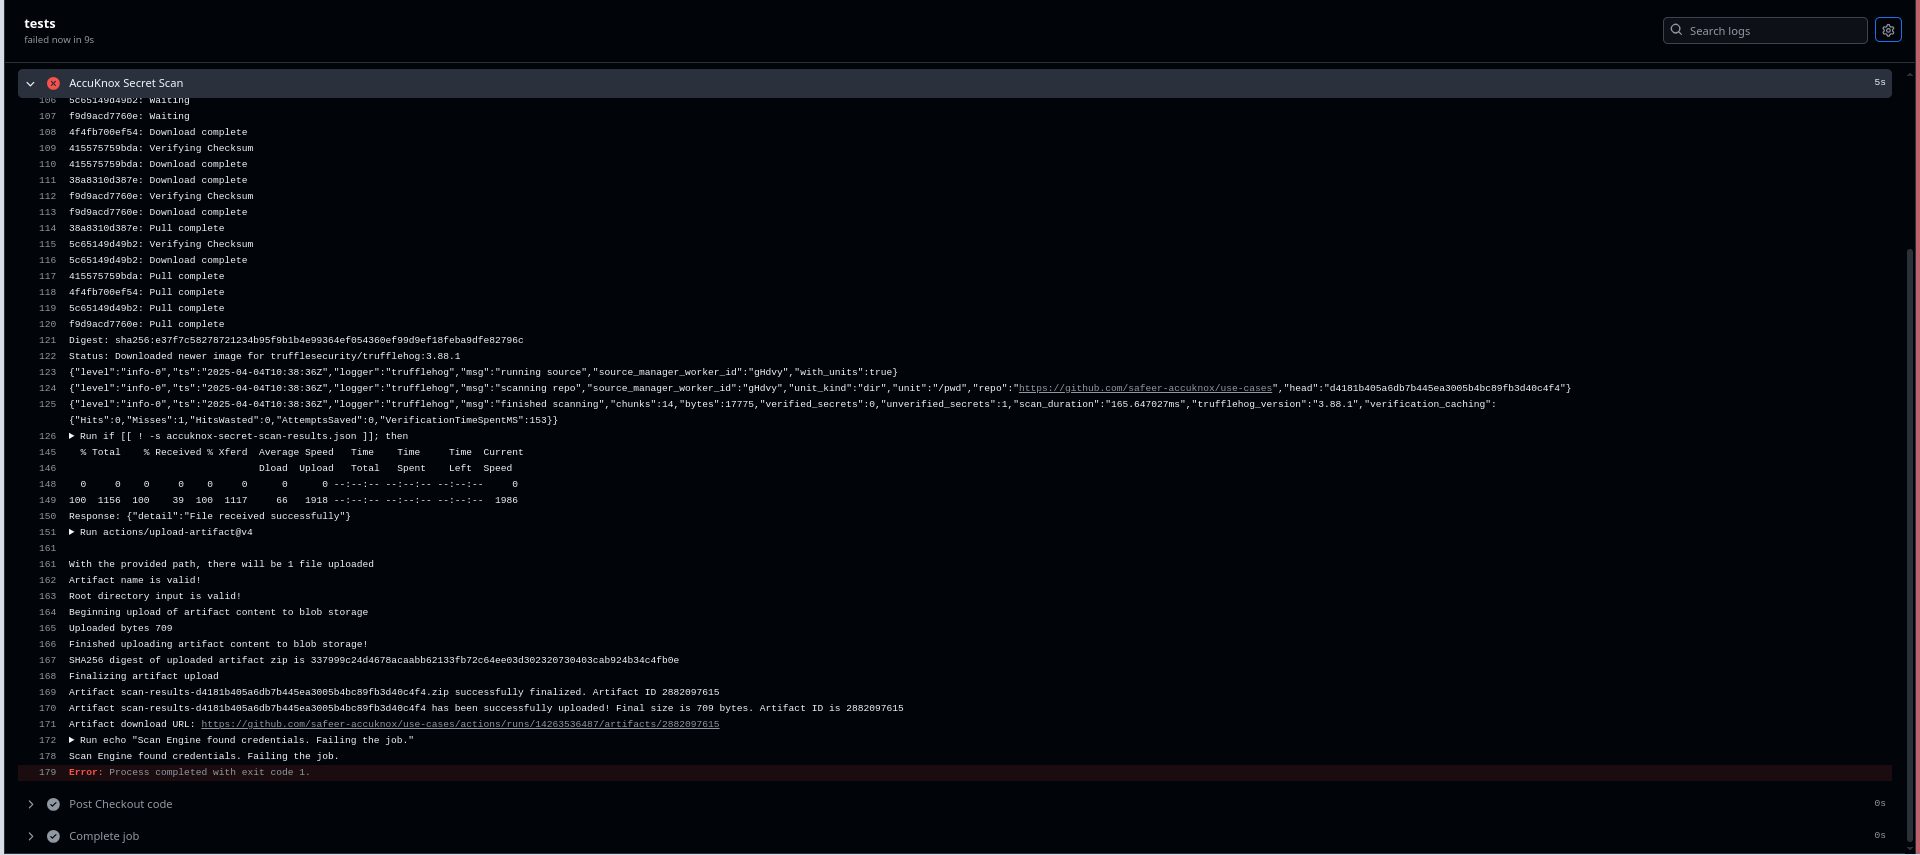 tests
failed now in 9s
Search logs
AccuKnox Secret Scan 5s
106 5c65149d49b2: Waiting
107 f9d9acd7760e: Waiting
108 4f4fb700ef54: Download complete
109 415575759bda: Verifying Checksum
110 415575759bda: Download complete
111 38a8310d387e: Download complete
112 f9d9acd7760e: Verifying Checksum
113 f9d9acd7760e: Download complete
114 38a8310d387e: Pull complete
115 5c65149d49b2: Verifying Checksum
116 5c65149d49b2: Download complete
117 415575759bda: Pull complete
118 4f4fb700ef54: Pull complete
119 5c65149d49b2: Pull complete
120 f9d9acd7760e: Pull complete
121 Digest: sha256:e37f7c58278721234b95f9b1b4e99364ef054360ef99d9ef18feba9dfe82796c
122 Status: Downloaded newer image for trufflesecurity/trufflehog:3.88.1
123 {"level":"info-0","ts":"2025-04-04T10:38:36Z","logger":"trufflehog","msg":"running source","source_manager_worker_id":"gHdvy","with_units":true}
124 {"level":"info-0","ts":"2025-04-04T10:38:36Z","logger":"trufflehog","msg":"scanning repo","source_manager_worker_id":"gHdvy","unit_kind":"dir","unit":"/pwd","repo":"https://github.com/safeer-accuknox/use-cases","head":"d4181b405a6db7b445ea3005b4bc89fb3d40c4f4"}
125 {"level":"info-0","ts":"2025-04-04T10:38:36Z","logger":"trufflehog","msg":"finished scanning","chunks":14,"bytes":17775,"verified_secrets":0,"unverified_secrets":1,"scan_duration":"165.647027ms","trufflehog_version":"3.88.1","verification_caching":
{"Hits":0,"Misses":1,"HitsWasted":0,"AttemptsSaved":0,"VerificationTimeSpentMS":153}}
126 ▶ Run if [[ ! -s accuknox-secret-scan-results.json ]]; then
145 % Total % Received % Xferd Average Speed Time Time Time Current
146 Dload Upload Total Spent Left Speed
148 0 0 0 0 0 0 0 0 --:--:-- --:--:-- --:--:-- 0
149 100 1156 100 39 100 1117 66 1918 --:--:-- --:--:-- --:--:-- 1986
150 Response: {"detail":"File received successfully"}
151 ▶ Run actions/upload-artifact@v4
161
161 With the provided path, there will be 1 file uploaded
162 Artifact name is valid!
163 Root directory input is valid!
164 Beginning upload of artifact content to blob storage
165 Uploaded bytes 709
166 Finished uploading artifact content to blob storage!
167 SHA256 digest of uploaded artifact zip is 337999c24d4678acaabb62133fb72c64ee03d302320730403cab924b34c4fb0e
168 Finalizing artifact upload
169 Artifact scan-results-d4181b405a6db7b445ea3005b4bc89fb3d40c4f4.zip successfully finalized. Artifact ID 2882097615
170 Artifact scan-results-d4181b405a6db7b445ea3005b4bc89fb3d40c4f4 has been successfully uploaded! Final size is 709 bytes. Artifact ID is 2882097615
171 Artifact download URL: https://github.com/safeer-accuknox/use-cases/actions/runs/14263536487/artifacts/2882097615
172 ▶ Run echo "Scan Engine found credentials. Failing the job."
178 Scan Engine found credentials. Failing the job.
179 Error: Process completed with exit code 1.
Post Checkout code 0s
Complete job 0s